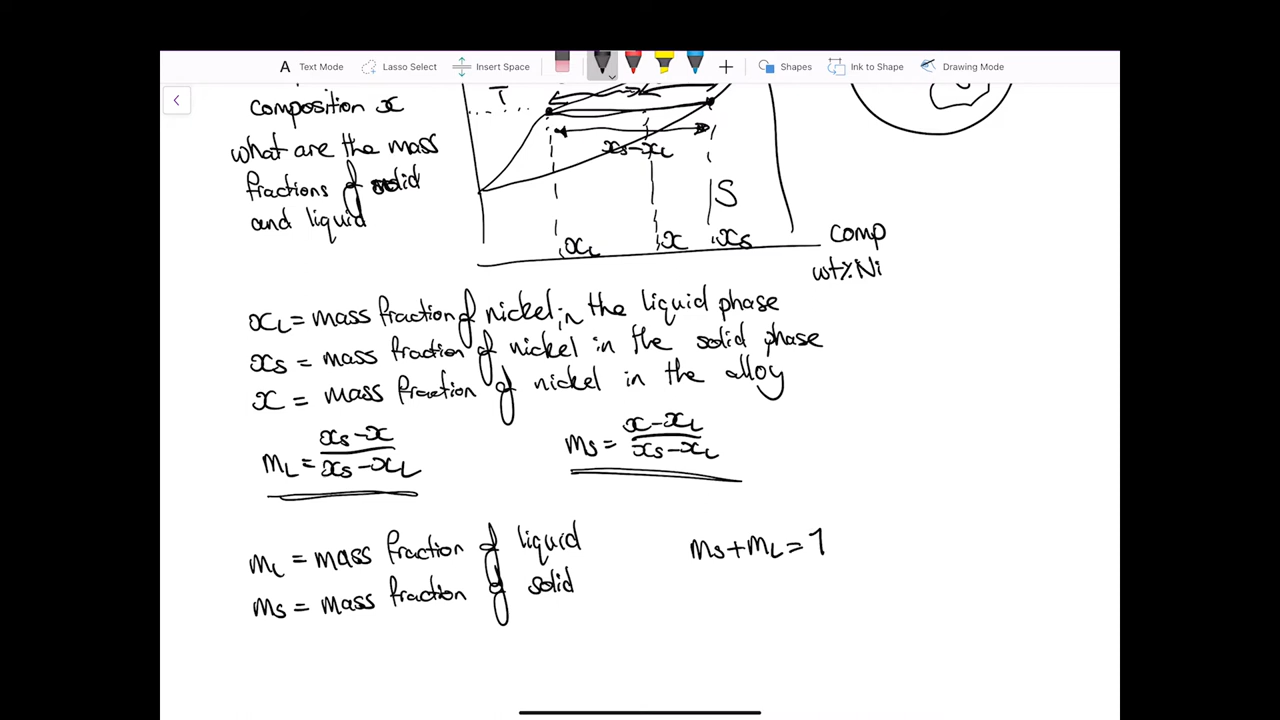 Text Mode
Lasso Select
Insert Space
Shapes
Ink to Shape
Drawing Mode
composition x
what are the mass
fractions of solid
and liquid
T
xs-xL
S
xL
x
xs
comp
wt% Ni
xL = mass fraction of nickel in the liquid phase
xs = mass fraction of nickel in the solid phase
x = mass fraction of nickel in the alloy
mL = xs-x / xs-xL
ms = x-xL / xs-xL
mL = mass fraction of liquid
ms = mass fraction of solid
ms+mL=1